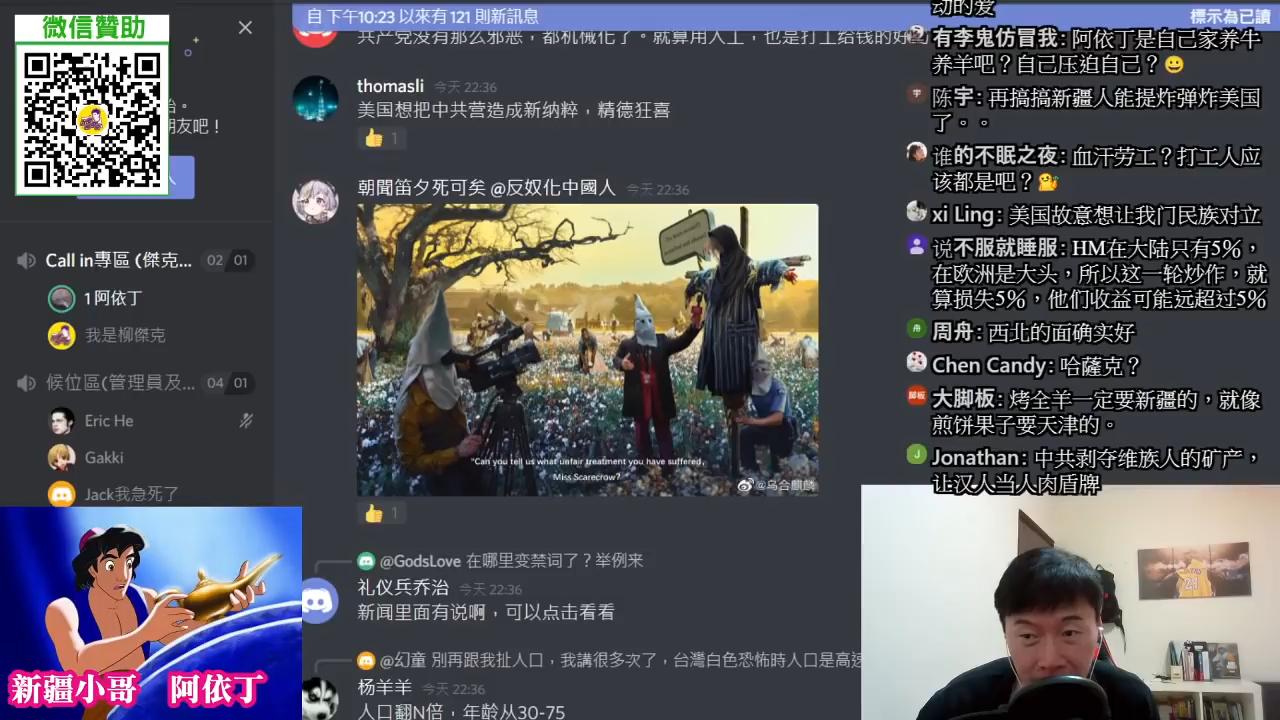 微信贊助
始。
朋友吧！
Call in專區 (傑克... 02 01
1 阿依丁
我是柳傑克
候位區(管理員及... 04 01
Eric He
Gakki
Jack我急死了
新疆小哥 阿依丁
自 下午10:23 以來有 121 則新訊息
標示為已讀
共产党没有那么邪恶，都机械化了。就算用人工，也是打工给钱的好
thomasli 今天 22:36
美国想把中共营造成新纳粹，精德狂喜
1
朝聞笛夕死可矣 @反奴化中國人 今天 22:36
"Can you tell us what unfair treatment you have suffered,
Miss Scarecrow?
@乌合麒麟
1
@GodsLove 在哪里变禁词了？举例来
礼仪兵乔治 今天 22:36
新闻里面有说啊，可以点击看看
@幻童 別再跟我扯人口，我講很多次了，台灣白色恐怖時人口是高速
杨羊羊 今天 22:36
人口翻N倍，年龄从30-75
动的爱
有李鬼仿冒我: 阿依丁是自己家养牛
养羊吧？自己压迫自己？😀
陈宇: 再搞搞新疆人能提炸弹炸美国
了。。
谁的不眠之夜: 血汗劳工？打工人应
该都是吧？
xi Ling: 美国故意想让我门民族对立
说不服就睡服: HM在大陆只有5%，
在欧洲是大头，所以这一轮炒作，就
算损失5%，他们收益可能远超过5%
周舟: 西北的面确实好
Chen Candy: 哈薩克？
大脚板: 烤全羊一定要新疆的，就像
煎饼果子要天津的。
Jonathan: 中共剥夺维族人的矿产，
让汉人当人肉盾牌